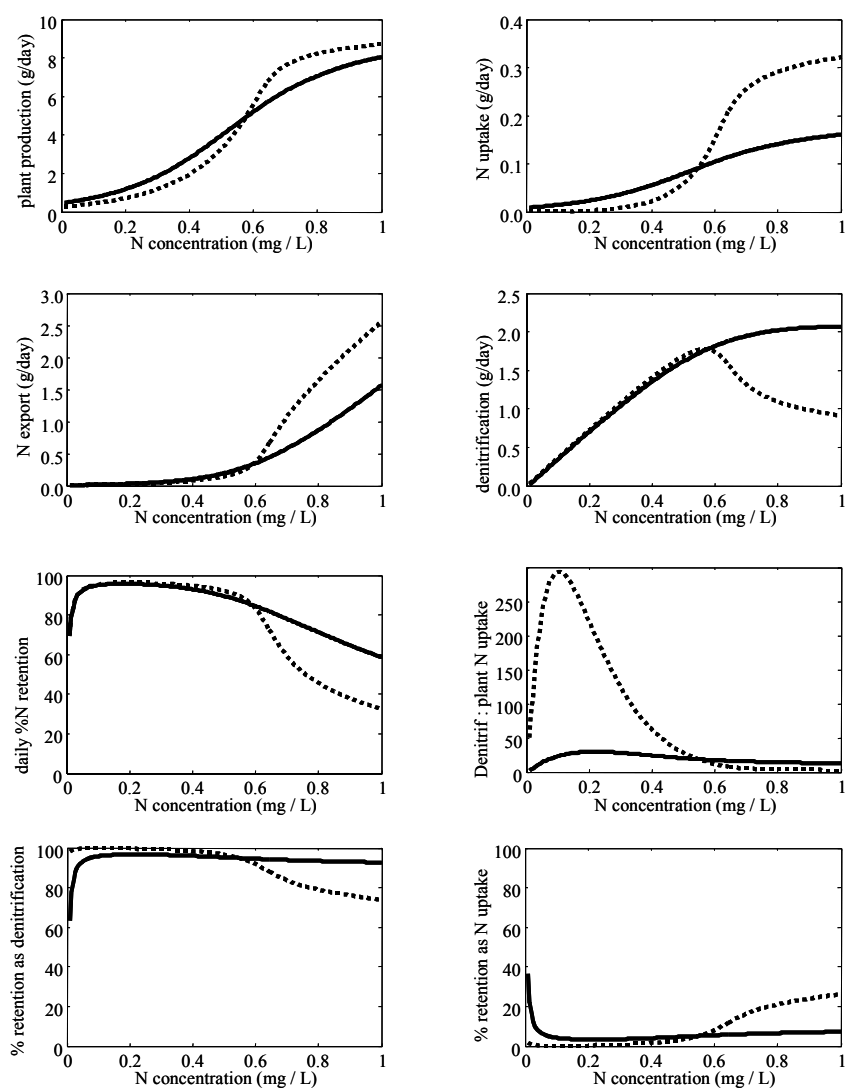 plant production (g/day)
10
8
6
4
2
0
0 0.2 0.4 0.6 0.8 1
N concentration (mg / L)
N uptake (g/day)
0.4
0.3
0.2
0.1
0.0
0 0.2 0.4 0.6 0.8 1
N concentration (mg / L)
N export (g/day)
3.0
2.5
2.0
1.5
1.0
0.5
0.0
0 0.2 0.4 0.6 0.8 1
N concentration (mg / L)
denitrification (g/day)
2.5
2.0
1.5
1.0
0.5
0.0
0 0.2 0.4 0.6 0.8 1
N concentration (mg / L)
daily %N retention
100
80
60
40
20
0
0 0.2 0.4 0.6 0.8 1
N concentration (mg / L)
Denitrif : plant N uptake
250
200
150
100
50
0
0 0.2 0.4 0.6 0.8 1
N concentration (mg / L)
% retention as denitrification
100
80
60
40
20
0
0 0.2 0.4 0.6 0.8 1
N concentration (mg / L)
% retention as N uptake
100
80
60
40
20
0
0 0.2 0.4 0.6 0.8 1
N concentration (mg / L)